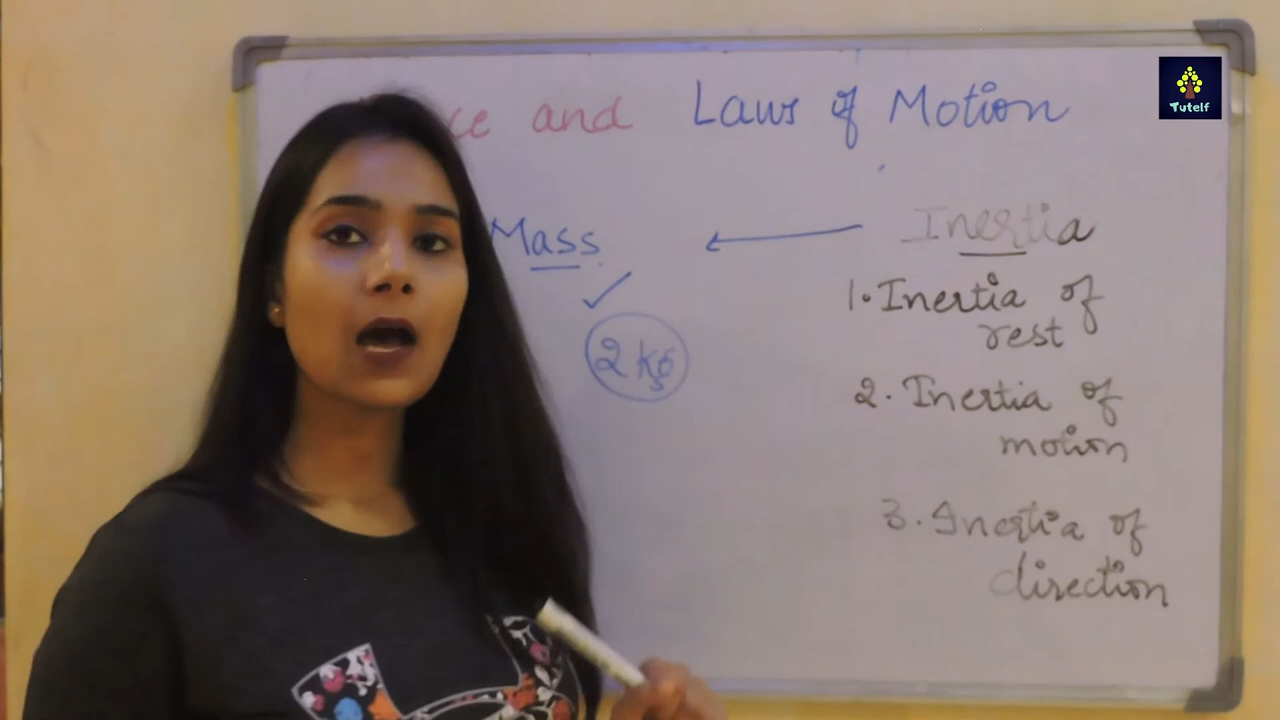 and Laws of Motion
Tutelf
Mass ← Inertia
2 kg
1. Inertia of
rest
2. Inertia of
motion
3. Inertia of
direction